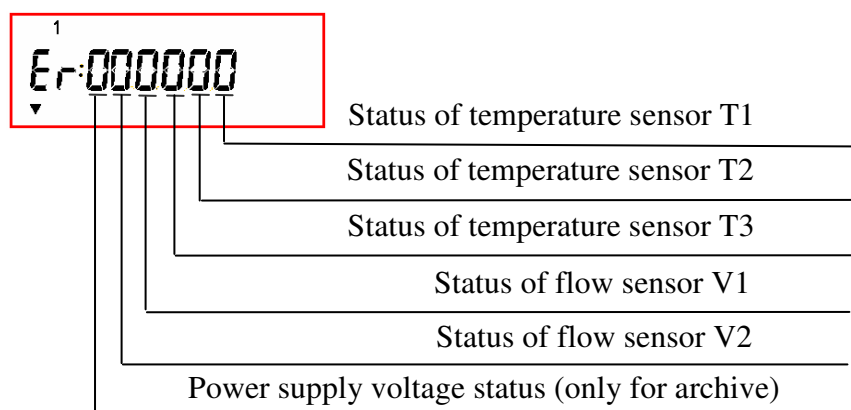 1
Er:000000
Status of temperature sensor T1
Status of temperature sensor T2
Status of temperature sensor T3
Status of flow sensor V1
Status of flow sensor V2
Power supply voltage status (only for archive)